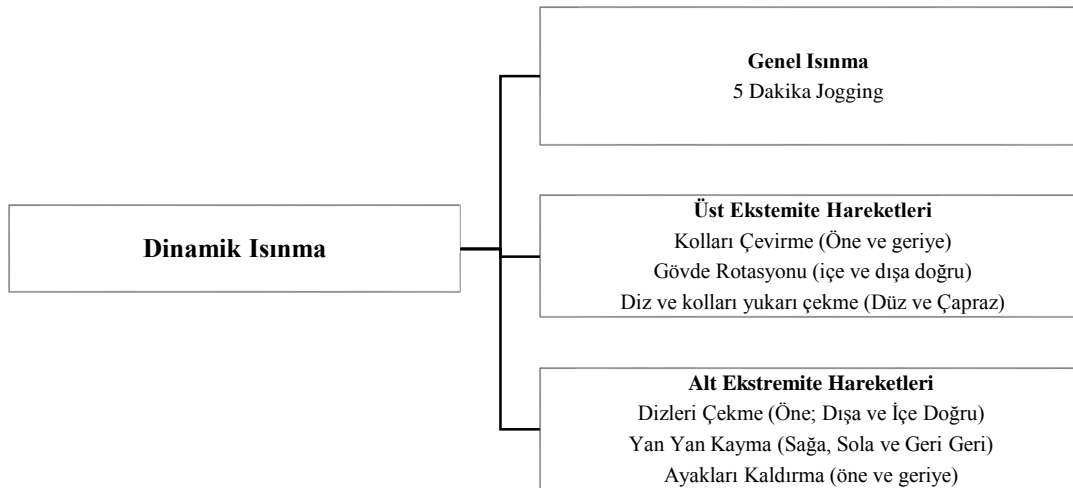 Genel Isınma
5 Dakika Jogging
Dinamik Isınma
Üst Ekstemite Hareketleri
Kolları Çevirme (Öne ve geriye)
Gövde Rotasyonu (içe ve dışa doğru)
Diz ve kolları yukarı çekme (Düz ve Çapraz)
Alt Ekstremite Hareketleri
Dizleri Çekme (Öne; Dışa ve İçe Doğru)
Yan Yan Kayma (Sağa, Sola ve Geri Geri)
Ayakları Kaldırma (öne ve geriye)